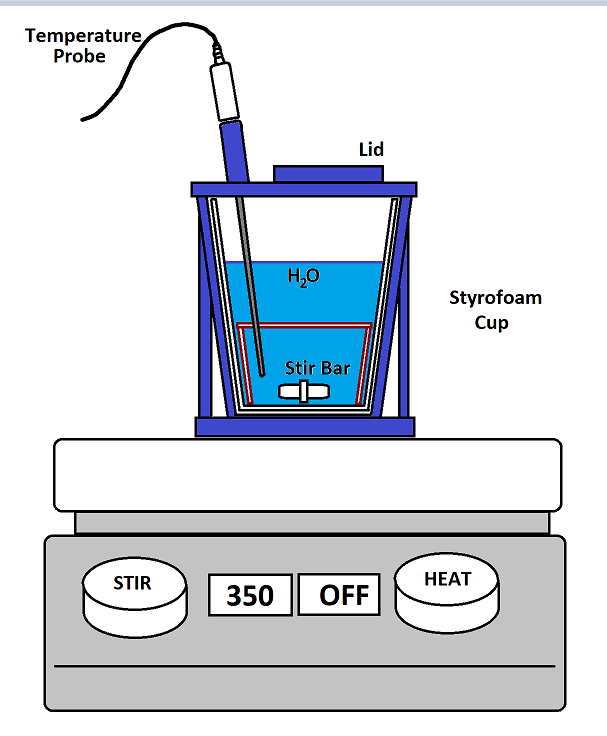 Temperature
Probe
Lid
H₂O
Styrofoam
Cup
Stir Bar
STIR
350
OFF
HEAT